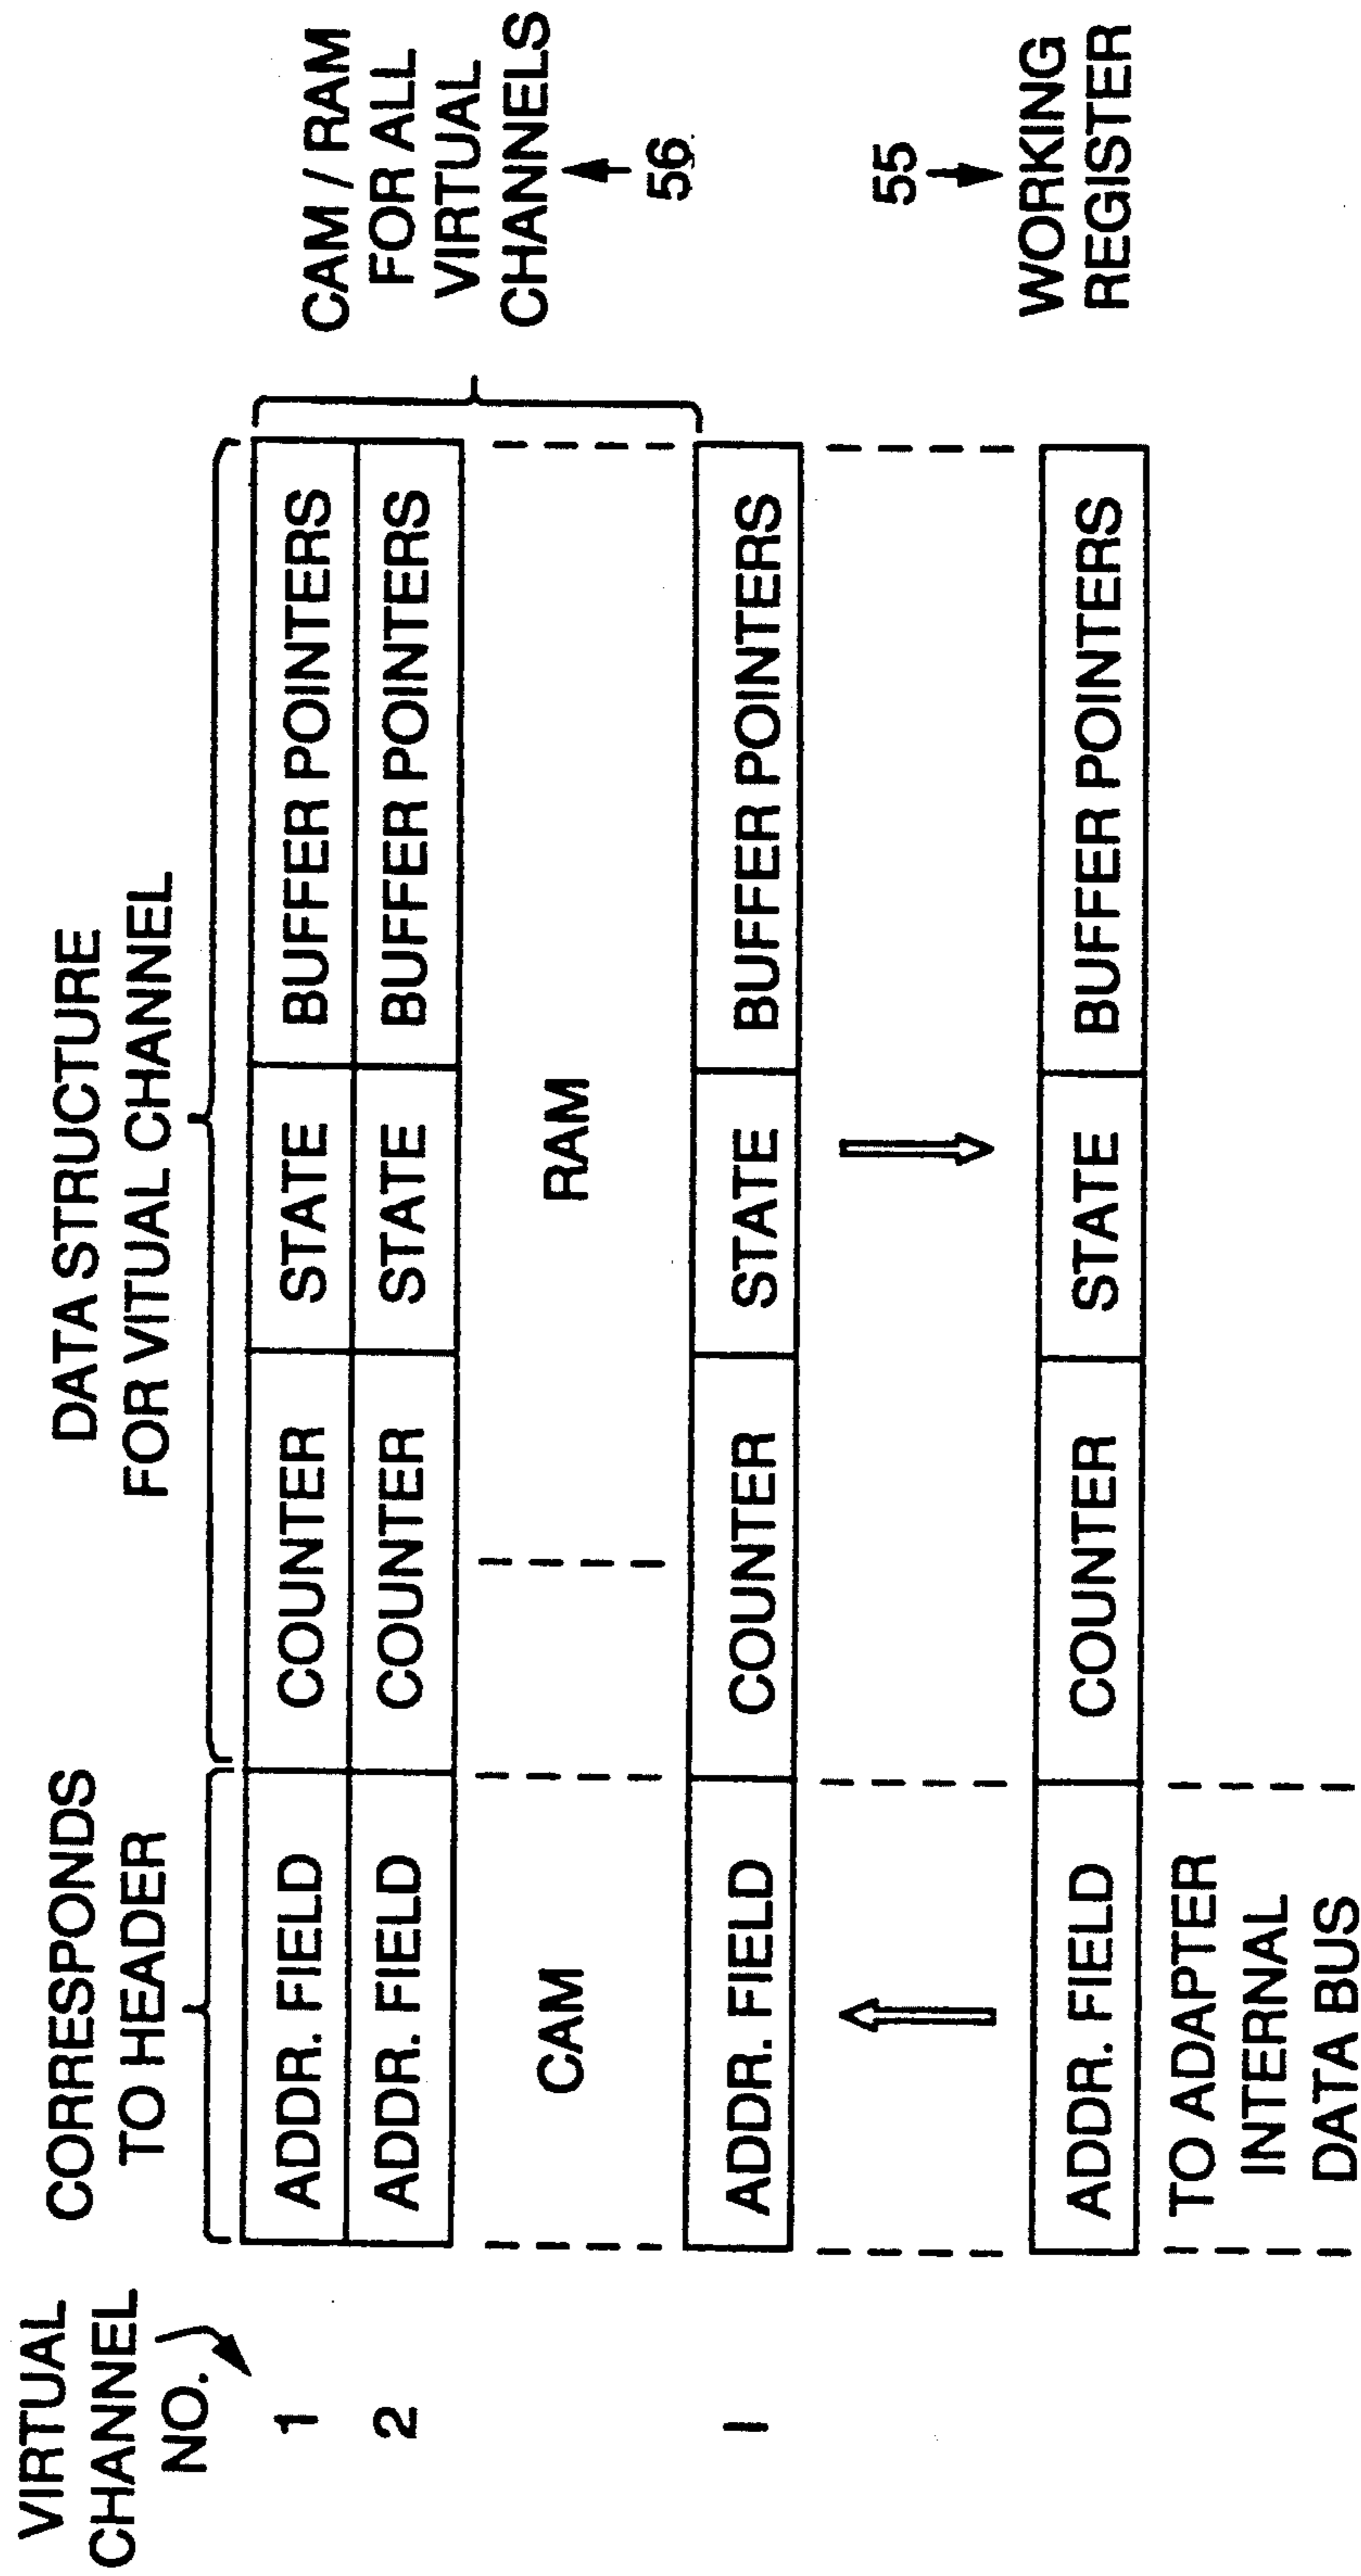 VIRTUAL
CHANNEL
NO.
CORRESPONDS
TO HEADER
DATA STRUCTURE
FOR VITUAL CHANNEL
1 ADDR. FIELD COUNTER STATE BUFFER POINTERS
2 ADDR. FIELD COUNTER STATE BUFFER POINTERS
CAM / RAM
FOR ALL
VIRTUAL
CHANNELS
56
CAM RAM
I ADDR. FIELD COUNTER STATE BUFFER POINTERS
55
ADDR. FIELD COUNTER STATE BUFFER POINTERS
WORKING
REGISTER
TO ADAPTER
INTERNAL
DATA BUS